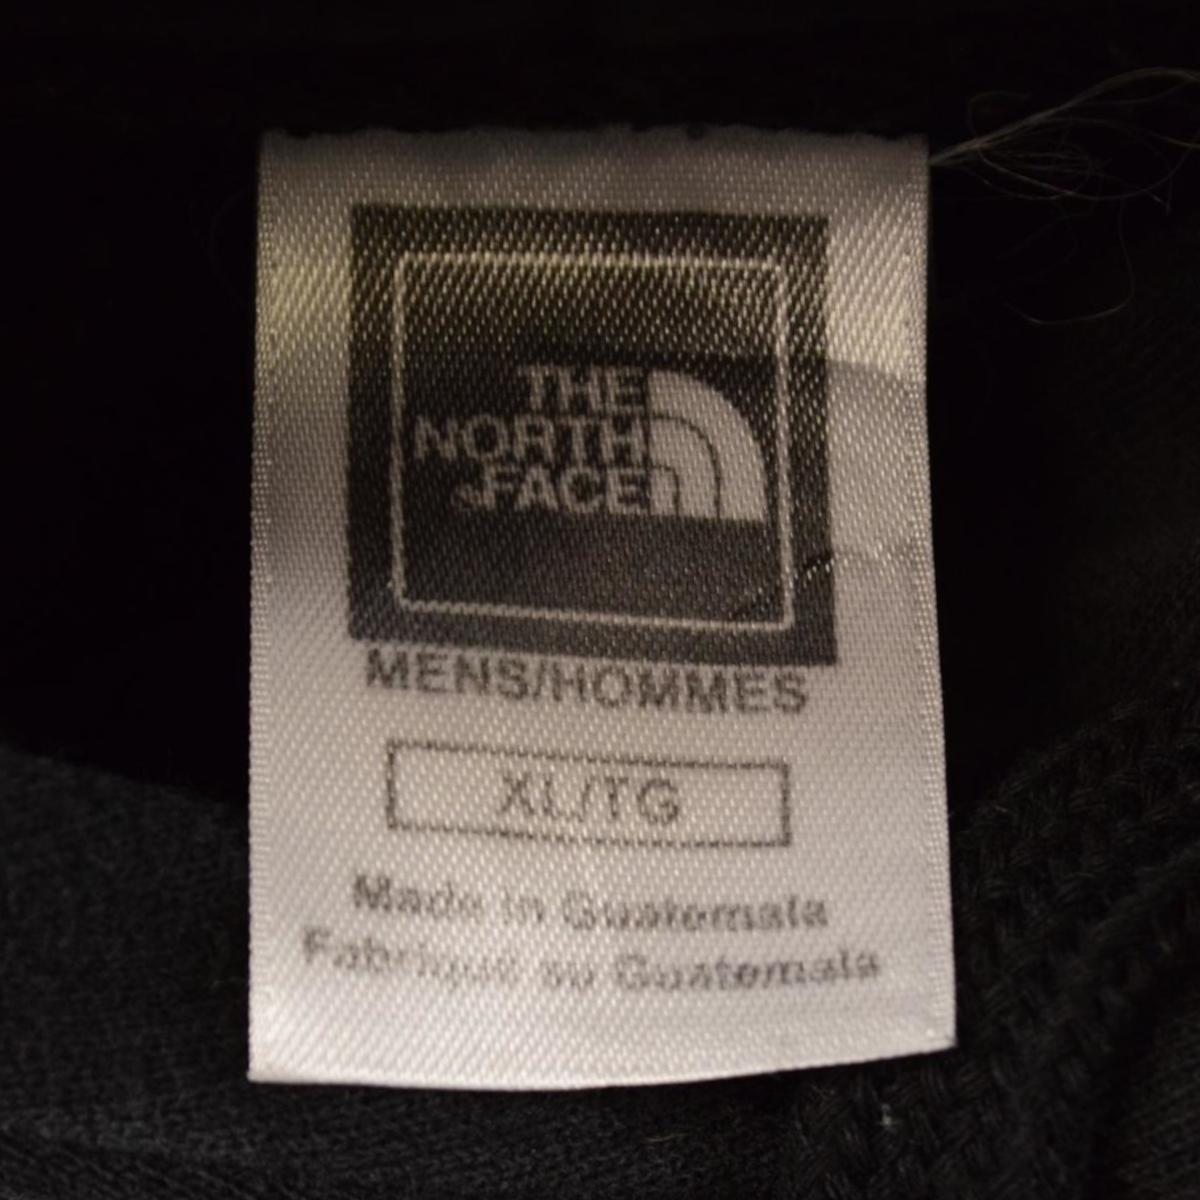 THE
NORTH
FACE
MENS/HOMMES
XL/TG
Made in Guatemala
Fabriqué au Guatemala